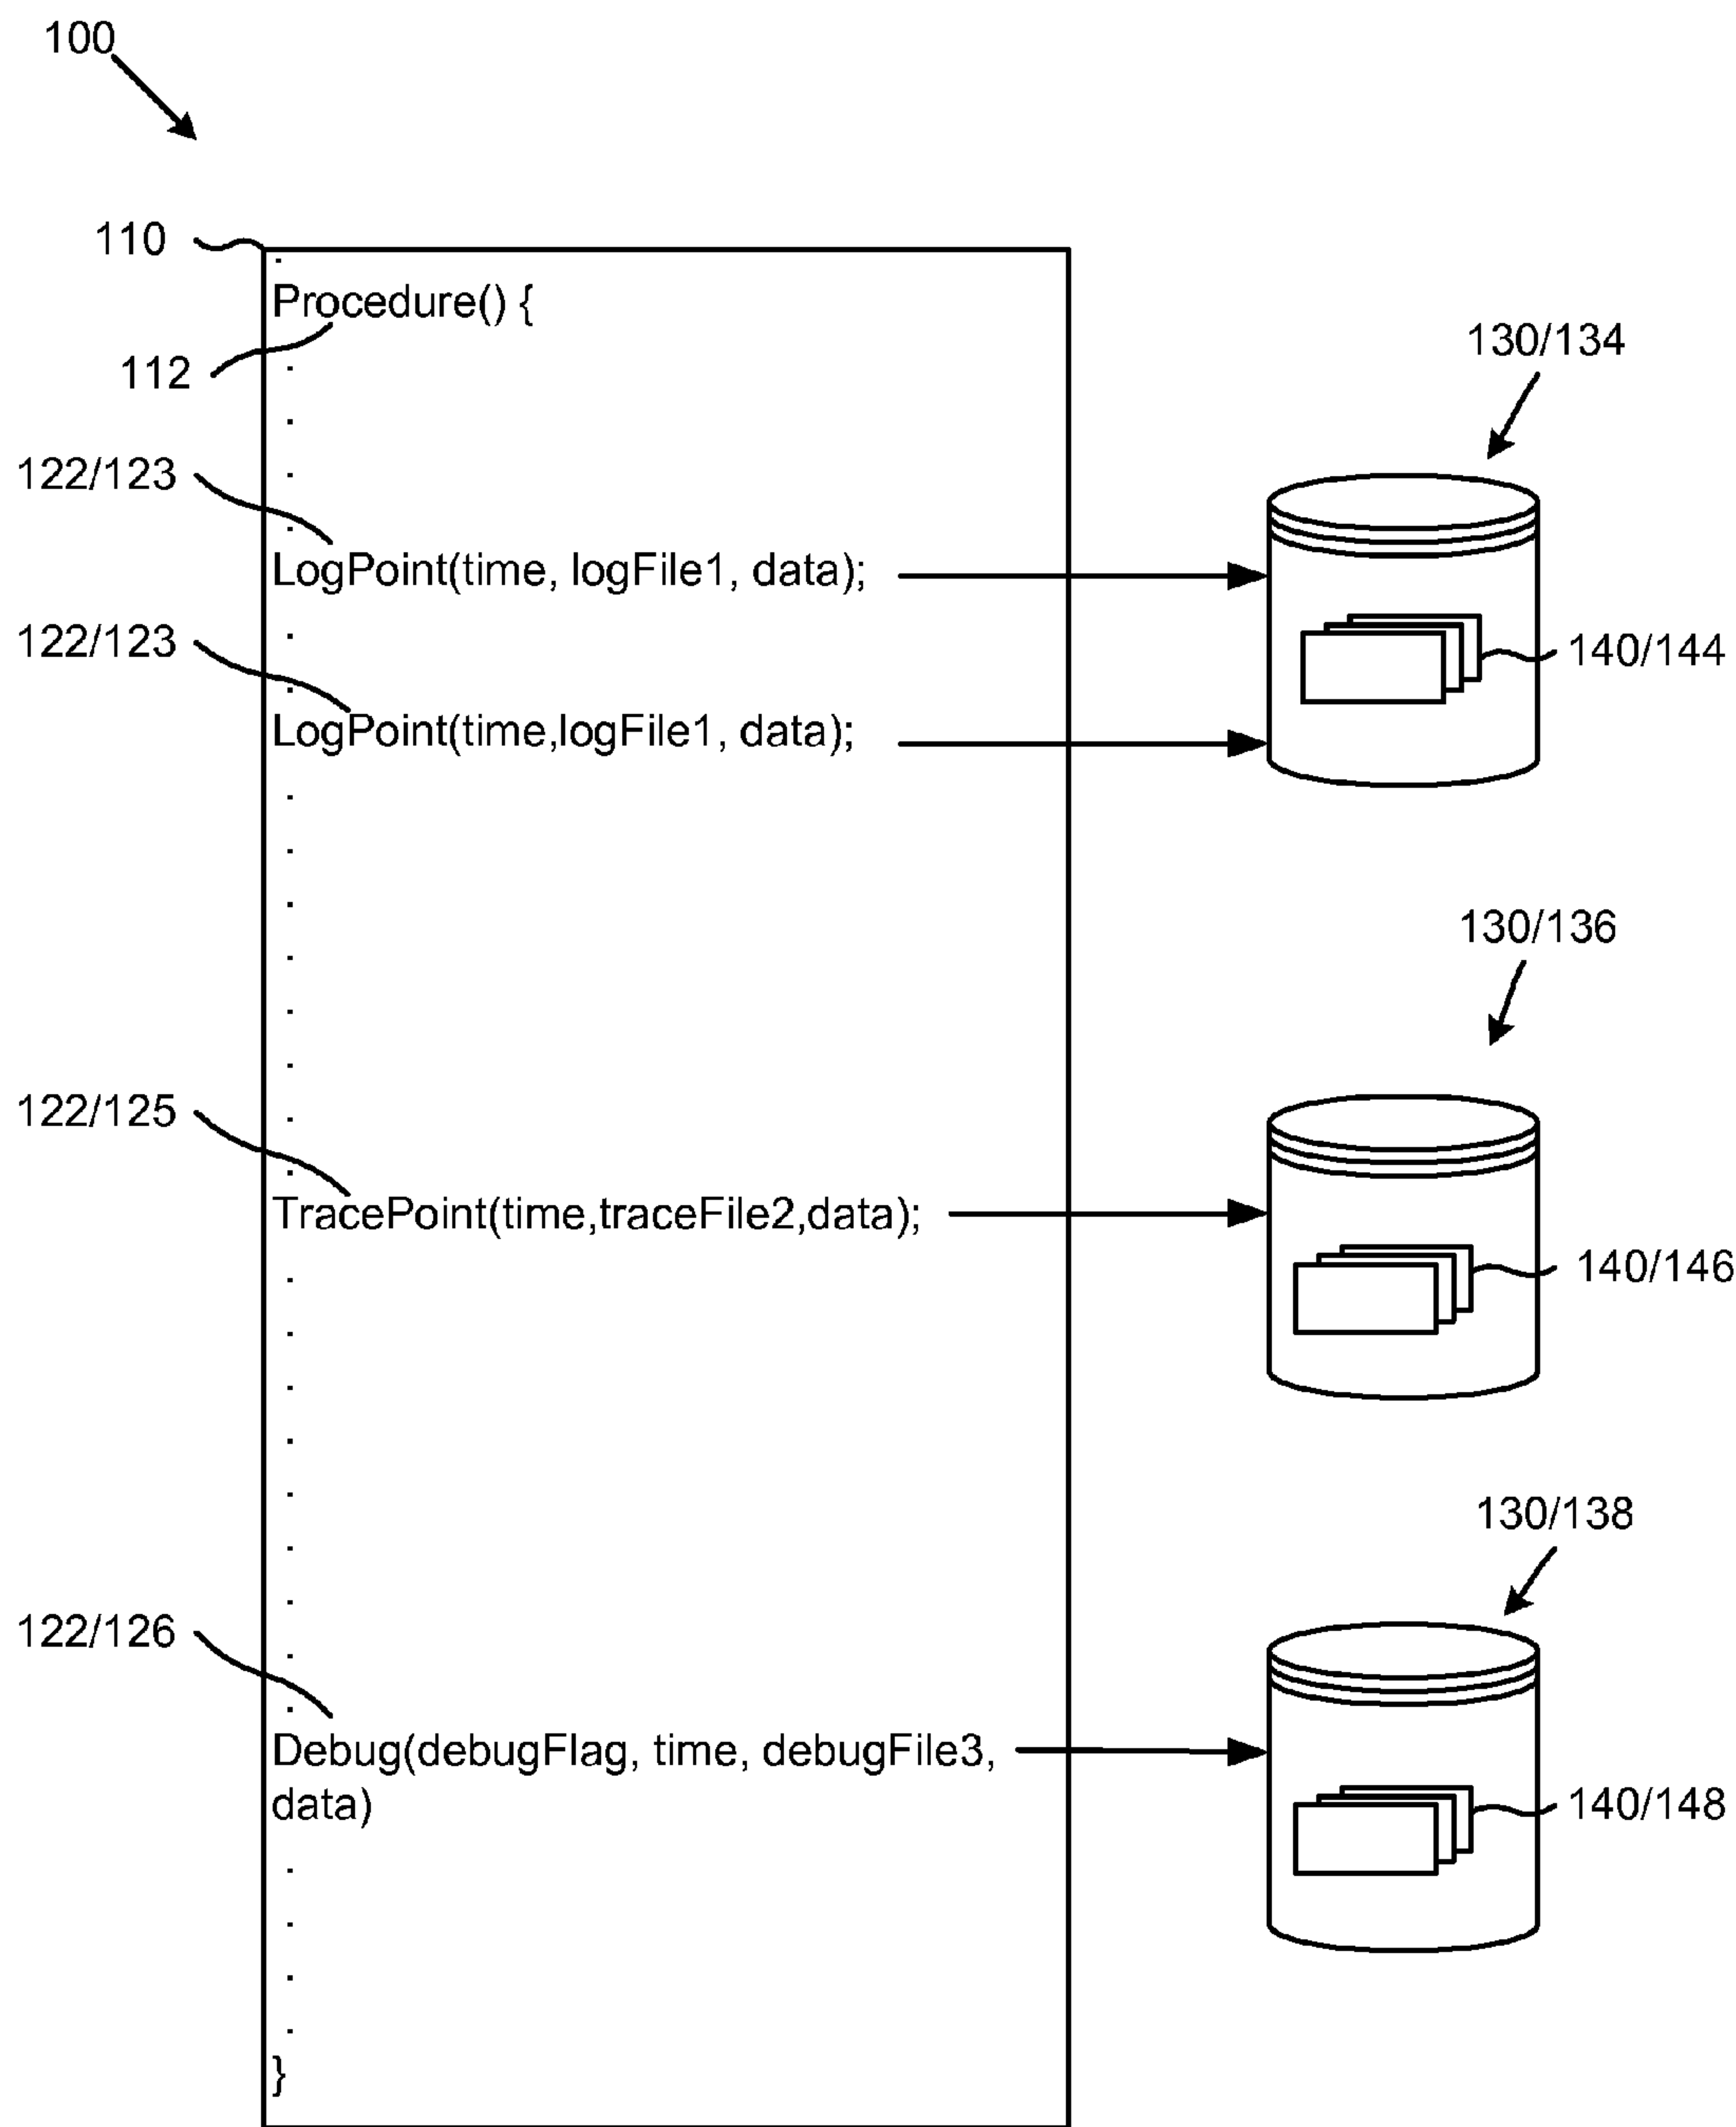 100
110
Procedure() {
112
130/134
122/123
LogPoint(time, logFile1, data);
122/123
140/144
LogPoint(time,logFile1, data);
130/136
122/125
TracePoint(time,traceFile2,data);
140/146
130/138
122/126
Debug(debugFlag, time, debugFile3,
data)
140/148
}